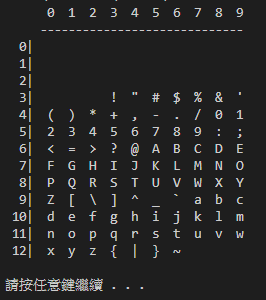 0 1 2 3 4 5 6 7 8 9
-----------------------------
0|
1|
2|
3| ! " # $ % & '
4| ( ) * + , - . / 0 1
5| 2 3 4 5 6 7 8 9 : ;
6| < = > ? @ A B C D E
7| F G H I J K L M N O
8| P Q R S T U V W X Y
9| Z [ \ ] ^ _ ` a b c
10| d e f g h i j k l m
11| n o p q r s t u v w
12| x y z { | } ~
請按任意鍵繼續 . . .